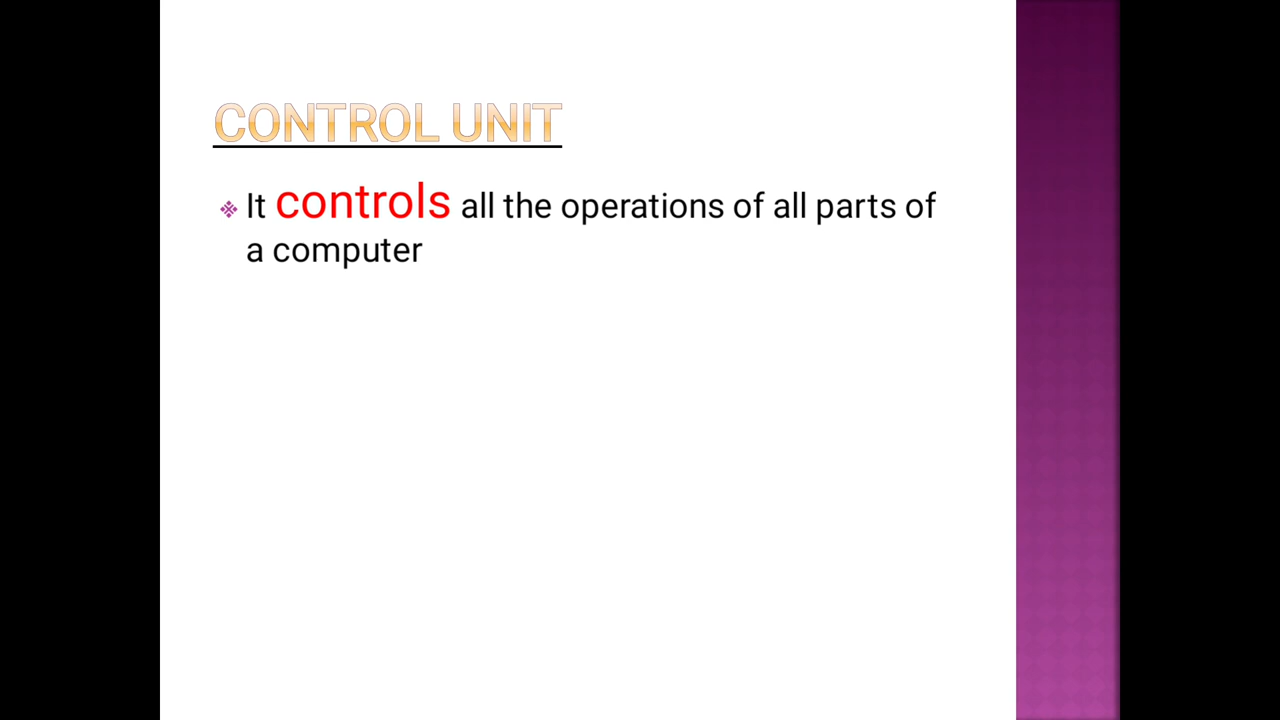 CONTROL UNIT
It controls all the operations of all parts of
a computer